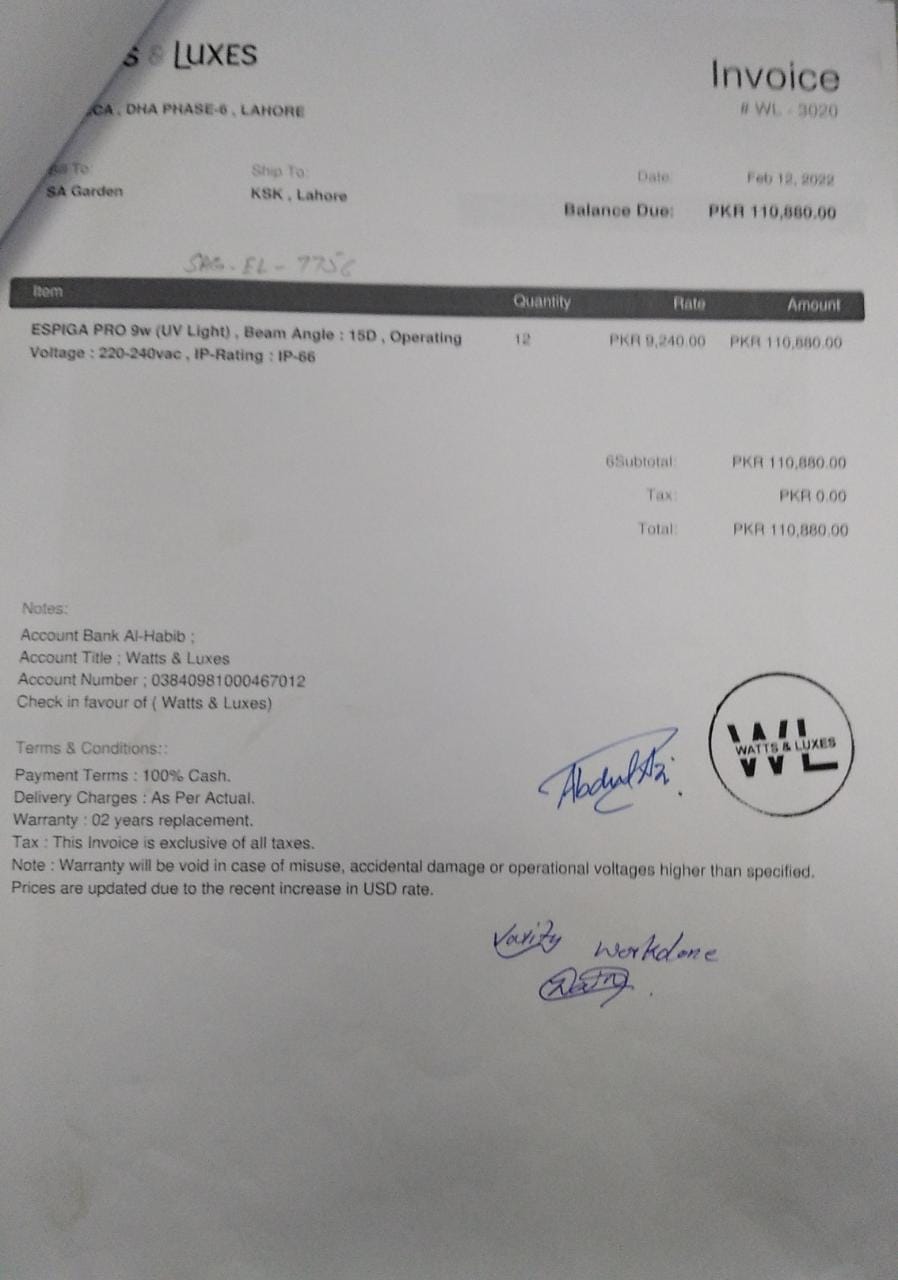 & LUXES
Invoice
CA , DHA PHASE-6 , LAHORE
# WL - 3020
To:
Ship To:
Date:
Feb 12, 2022
SA Garden
KSK , Lahore
Balance Due:
PKR 110,880.00
Item
Quantity
Rate
Amount
ESPIGA PRO 9w (UV Light) , Beam Angle : 15D , Operating
Voltage : 220-240vac , IP-Rating : IP-66
12
PKR 9,240.00
PKR 110,880.00
6Subtotal:
PKR 110,880.00
Tax:
PKR 0.00
Total:
PKR 110,880.00
Notes:
Account Bank Al-Habib ;
Account Title ; Watts & Luxes
Account Number ; 03840981000467012
Check in favour of ( Watts & Luxes)
WL
WATTS & LUXES
Terms & Conditions::
Payment Terms : 100% Cash.
Delivery Charges : As Per Actual.
Warranty : 02 years replacement.
Tax : This Invoice is exclusive of all taxes.
Note : Warranty will be void in case of misuse, accidental damage or operational voltages higher than specified.
Prices are updated due to the recent increase in USD rate.
Varify workdone